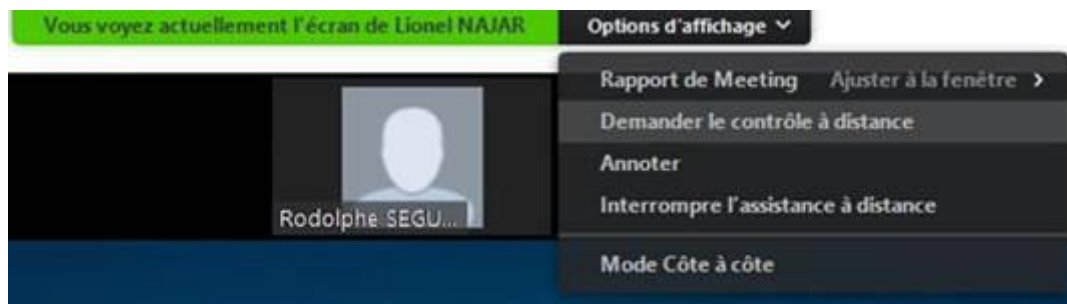 Vous voyez actuellement l'écran de Lionel NAJAR
Options d'affichage
Rapport de Meeting Ajuster à la fenêtre >
Demander le contrôle à distance
Annoter
Interrompre l'assistance à distance
Mode Côte à côte
Rodolphe SEGU...